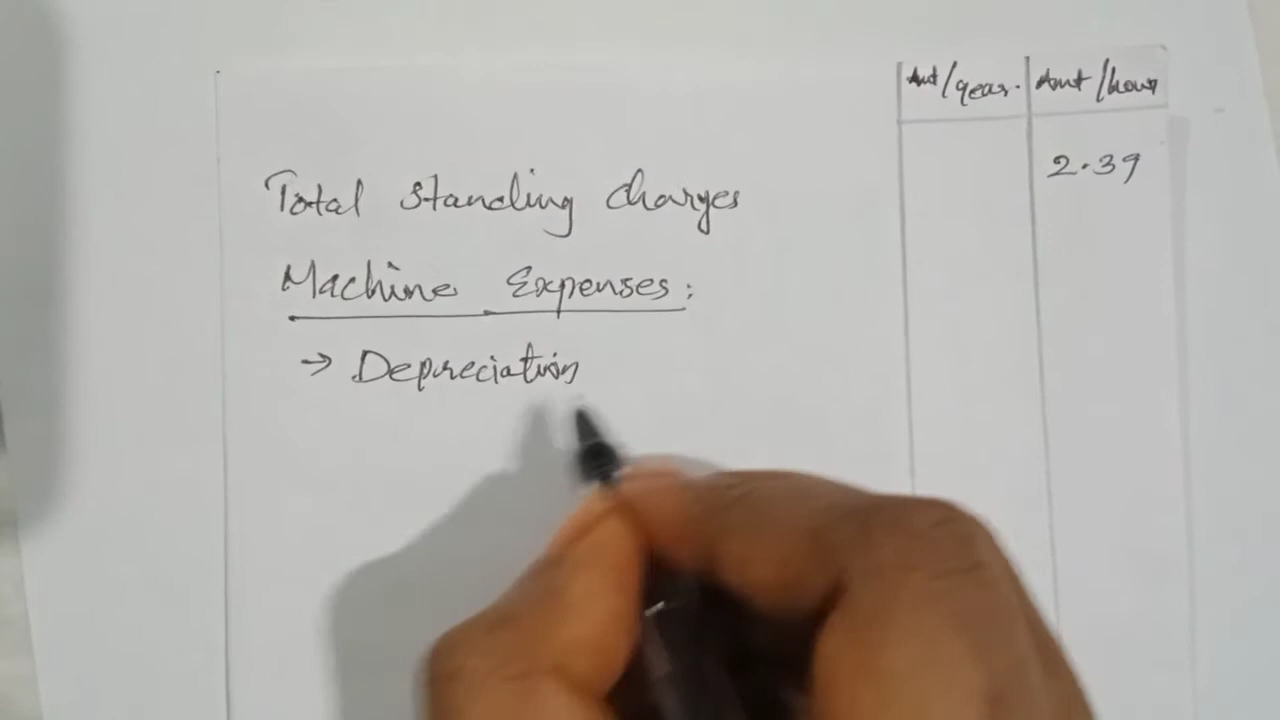 Amt/year. Amt/hour
2.39
Total Standing Charges
Machine Expenses:
→ Depreciation